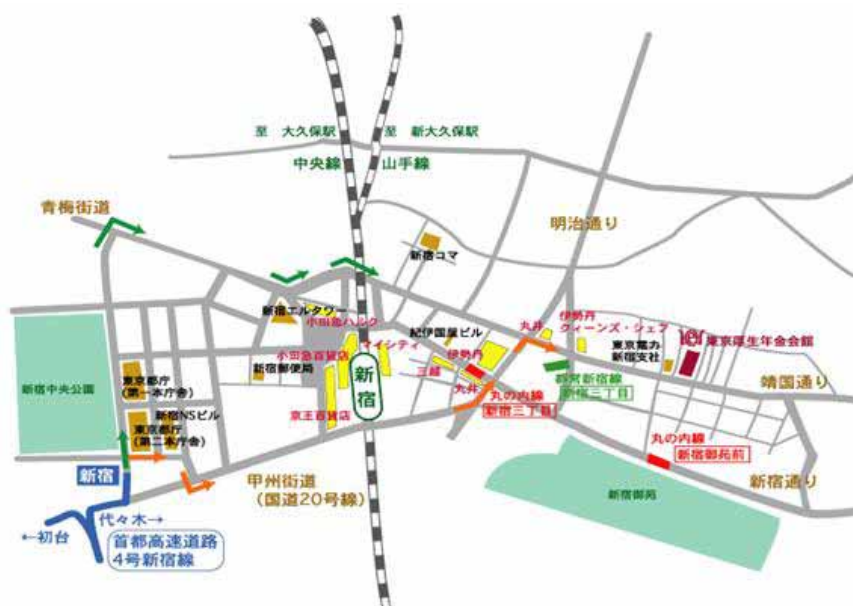 至 大久保駅
至 新大久保駅
中央線
山手線
青梅街道
明治通り
新宿コマ
新宿エルタワー
小田急ハルク
紀伊国屋ビル
丸井
伊勢丹
クィーンズ・シェフ
東京厚生年金会館
マイシティ
東京電力
新宿支社
小田急百貨店
伊勢丹
新宿郵便局
三越
新宿
都営新宿線
新宿三丁目
靖国通り
東京都庁
(第一本庁舎)
新宿中央公園
丸井
丸の内線
新宿三丁目
京王百貨店
新宿NSビル
東京都庁
(第二本庁舎)
丸の内線
新宿御苑前
新宿
甲州街道
(国道20号線)
新宿御苑
新宿通り
代々木→
←初台
首都高速道路
4号新宿線